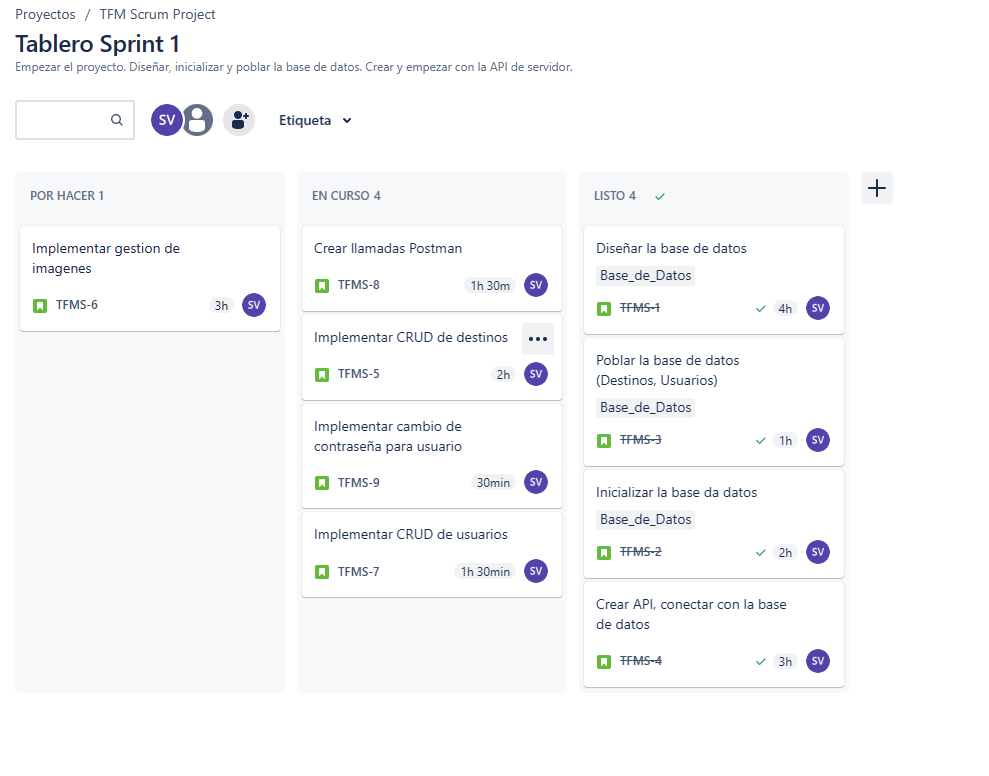 Proyectos / TFM Scrum Project
Tablero Sprint 1
Empezar el proyecto. Diseñar, inicializar y poblar la base de datos. Crear y empezar con la API de servidor.
SV
Etiqueta
POR HACER 1
Implementar gestion de
imagenes
TFMS-6 3h SV
EN CURSO 4
Crear llamadas Postman
TFMS-8 1h 30m SV
Implementar CRUD de destinos
TFMS-5 2h SV
Implementar cambio de
contraseña para usuario
TFMS-9 30min SV
Implementar CRUD de usuarios
TFMS-7 1h 30min SV
LISTO 4
Diseñar la base de datos
Base_de_Datos
TFMS-1 4h SV
Poblar la base de datos
(Destinos, Usuarios)
Base_de_Datos
TFMS-3 1h SV
Inicializar la base da datos
Base_de_Datos
TFMS-2 2h SV
Crear API, conectar con la base
de datos
TFMS-4 3h SV